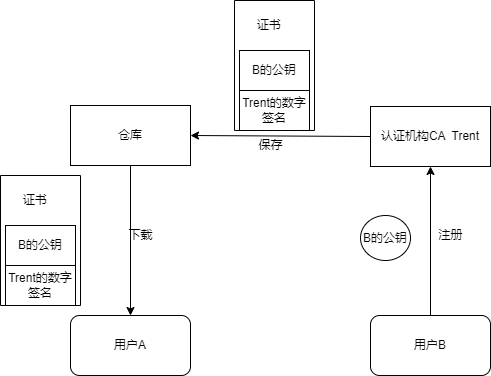 证书
B的公钥
Trent的数字
签名
仓库
认证机构CA Trent
保存
证书
B的公钥
Trent的数字
签名
下载
B的公钥
注册
用户A
用户B